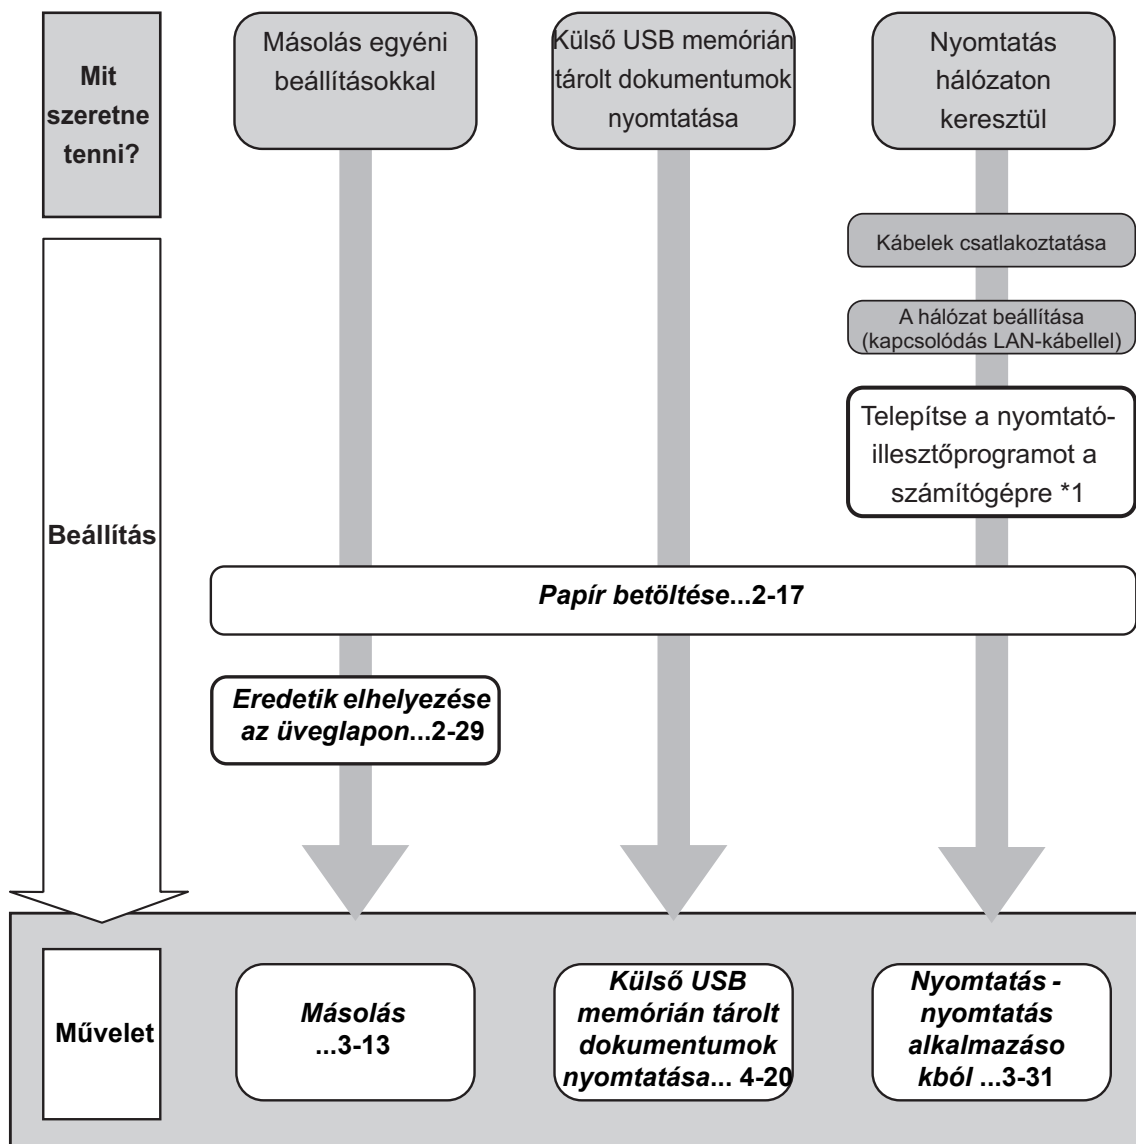 Mit
szeretne
tenni?
Másolás egyéni
beállításokkal
Külső USB memórián
tárolt dokumentumok
nyomtatása
Nyomtatás
hálózaton
keresztül
Kábelek csatlakoztatása
A hálózat beállítása
(kapcsolódás LAN-kábellel)
Telepítse a nyomtató-
illesztőprogramot a
számítógépre *1
Beállítás
Papír betöltése...2-17
Eredetik elhelyezése
az üveglapon...2-29
Művelet
Másolás
...3-13
Külső USB
memórián tárolt
dokumentumok
nyomtatása... 4-20
Nyomtatás -
nyomtatás
alkalmazáso
kból ...3-31